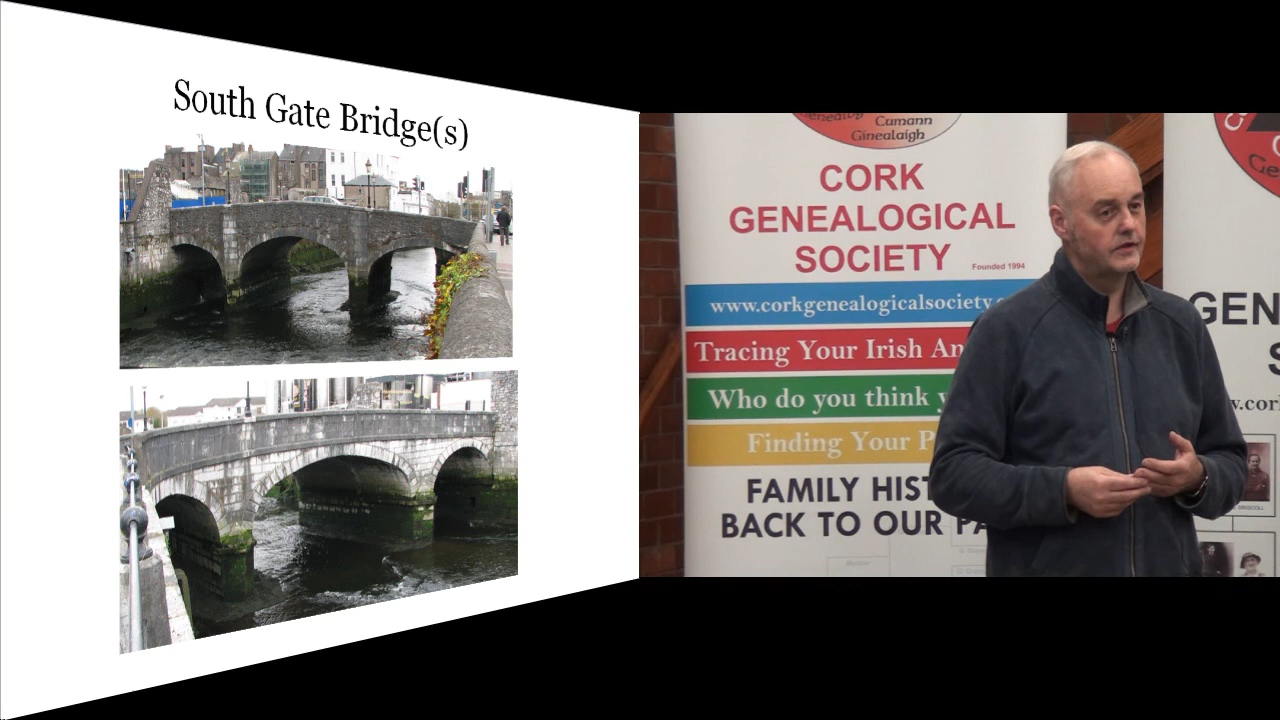 South Gate Bridge(s)
Cumann
Ginealaigh
CORK
GENEALOGICAL
SOCIETY
Founded 1994
www.corkgenealogicalsociety.
Tracing Your Irish An
Who do you think y
Finding Your P
FAMILY HIST
BACK TO OUR PA
GEN
S